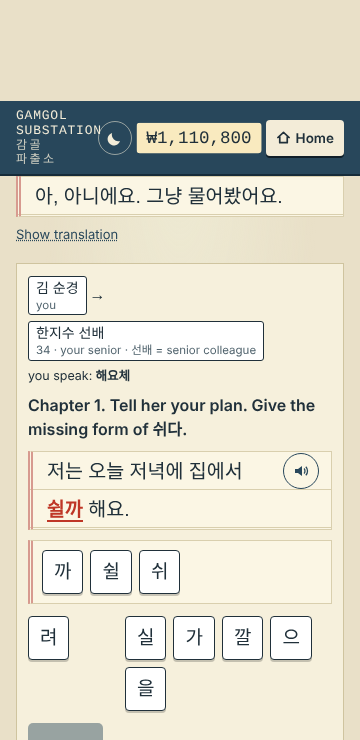 GAMGOL
SUBSTATION
감골
파출소
₩1,110,800
Home
아, 아니에요. 그냥 물어봤어요.
Show translation
김 순경
you
→
한지수 선배
34 · your senior · 선배 = senior colleague
you speak: 해요체
Chapter 1. Tell her your plan. Give the
missing form of 쉬다.
저는 오늘 저녁에 집에서
쉴까 해요.
까 쉴 쉬
려 실 가 깔 으
을